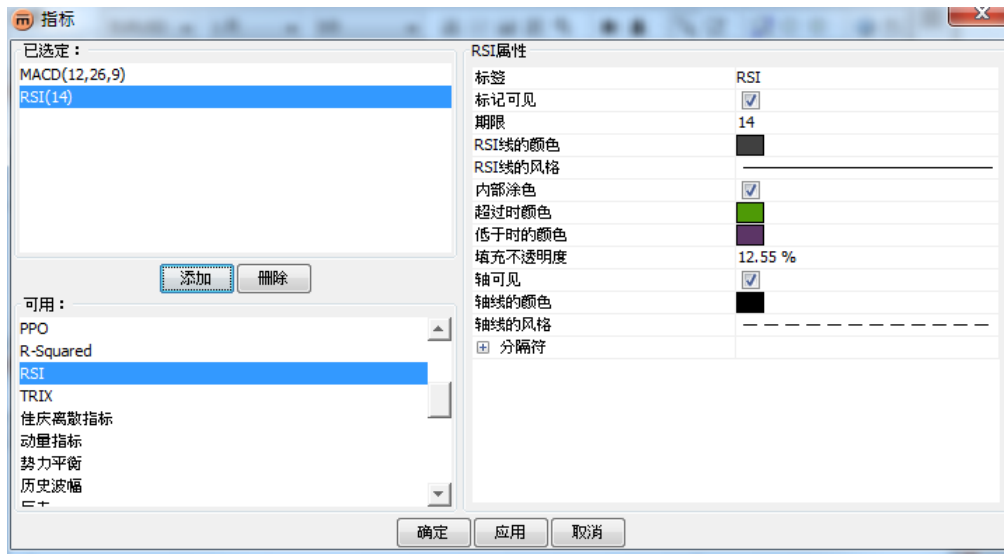 指标
已选定：
MACD(12,26,9)
RSI(14)
添加
删除
可用：
PPO
R-Squared
RSI
TRIX
佳庆离散指标
动量指标
势力平衡
历史波幅
RSI属性
标签 RSI
标记可见
期限 14
RSI线的颜色
RSI线的风格
内部涂色
超过时颜色
低于时的颜色
填充不透明度 12.55 %
轴可见
轴线的颜色
轴线的风格
分隔符
确定
应用
取消